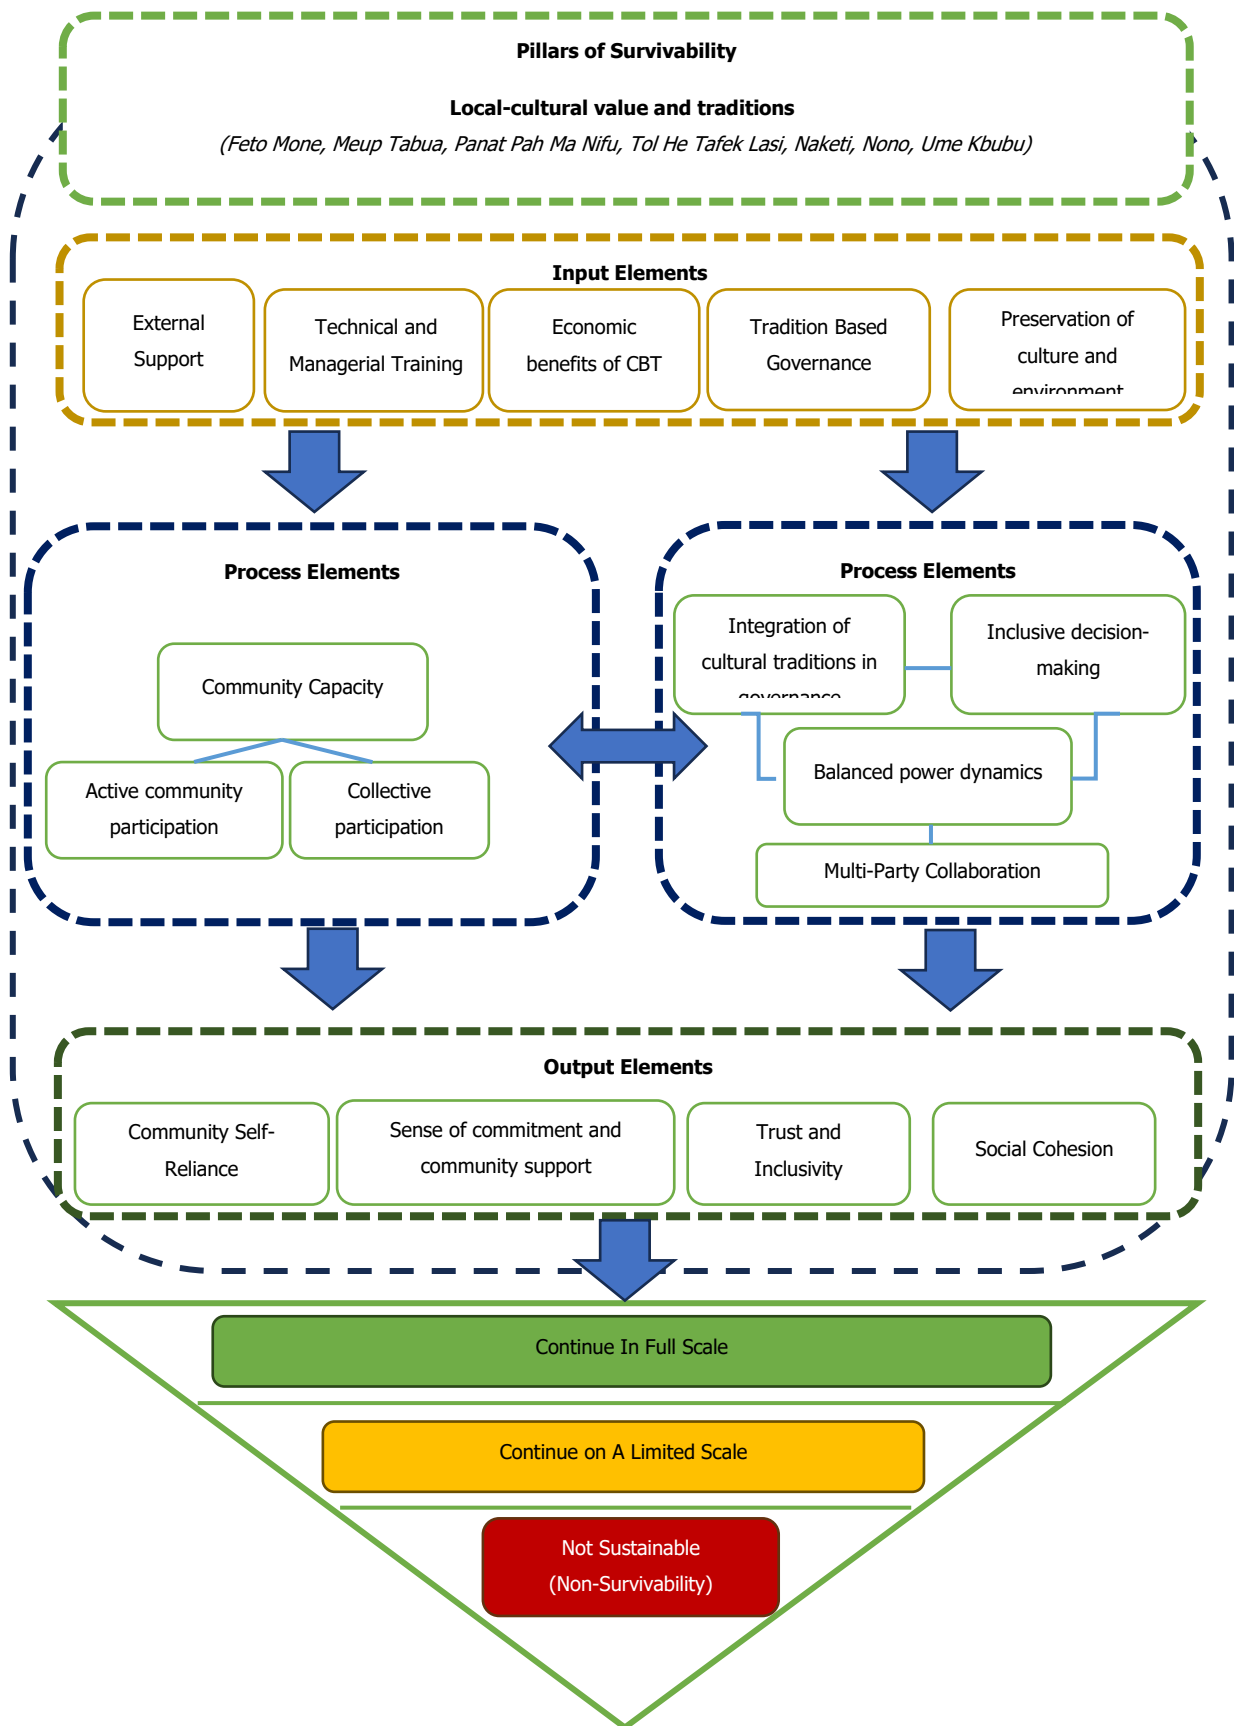 Pillars of Survivability
Local-cultural value and traditions
(Feto Mone, Meup Tabua, Panat Pah Ma Nifu, Tol He Tafek Lasi, Naketi, Nono, Ume Kbubu)
Input Elements
External
Support
Technical and
Managerial Training
Economic
benefits of CBT
Tradition Based
Governance
Preservation of
culture and
environment
Process Elements
Community Capacity
Active community
participation
Collective
participation
Process Elements
Integration of
cultural traditions in
governance
Inclusive decision-
making
Balanced power dynamics
Multi-Party Collaboration
Output Elements
Community Self-
Reliance
Sense of commitment and
community support
Trust and
Inclusivity
Social Cohesion
Continue In Full Scale
Continue on A Limited Scale
Not Sustainable
(Non-Survivability)